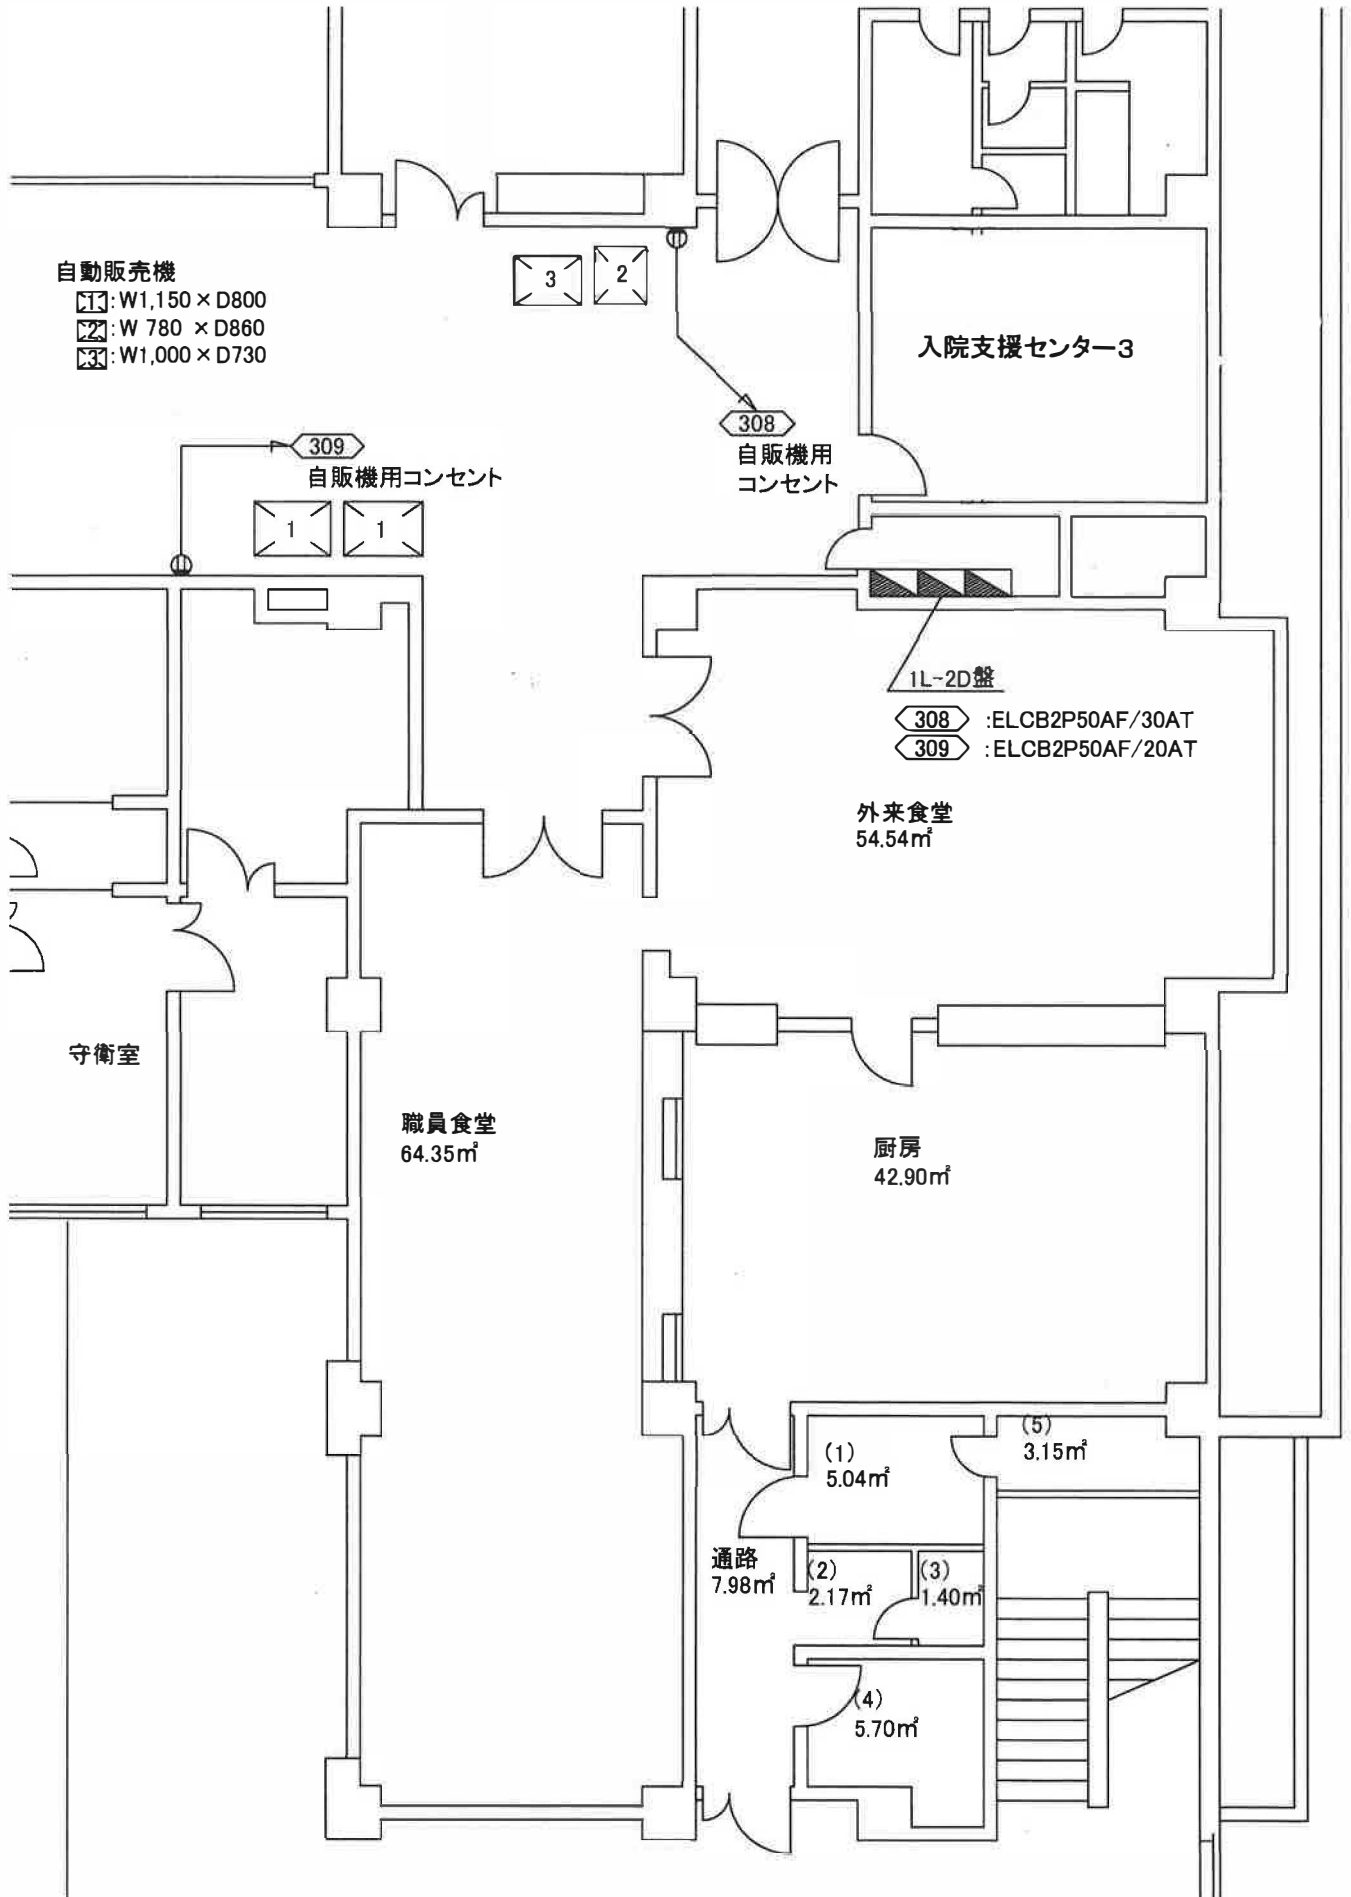 自動販売機
1:W1,150×D800
2:W 780 ×D860
3:W1,000×D730
3
2
入院支援センター3
308
自販機用
コンセント
309
自販機用コンセント
1
1
1L-2D盤
308 :ELCB2P50AF/30AT
309 :ELCB2P50AF/20AT
外来食堂
54.54㎡
守衛室
職員食堂
64.35㎡
厨房
42.90㎡
(1)
5.04㎡
(5)
3.15㎡
通路
7.98㎡
(2)
2.17㎡
(3)
1.40㎡
(4)
5.70㎡